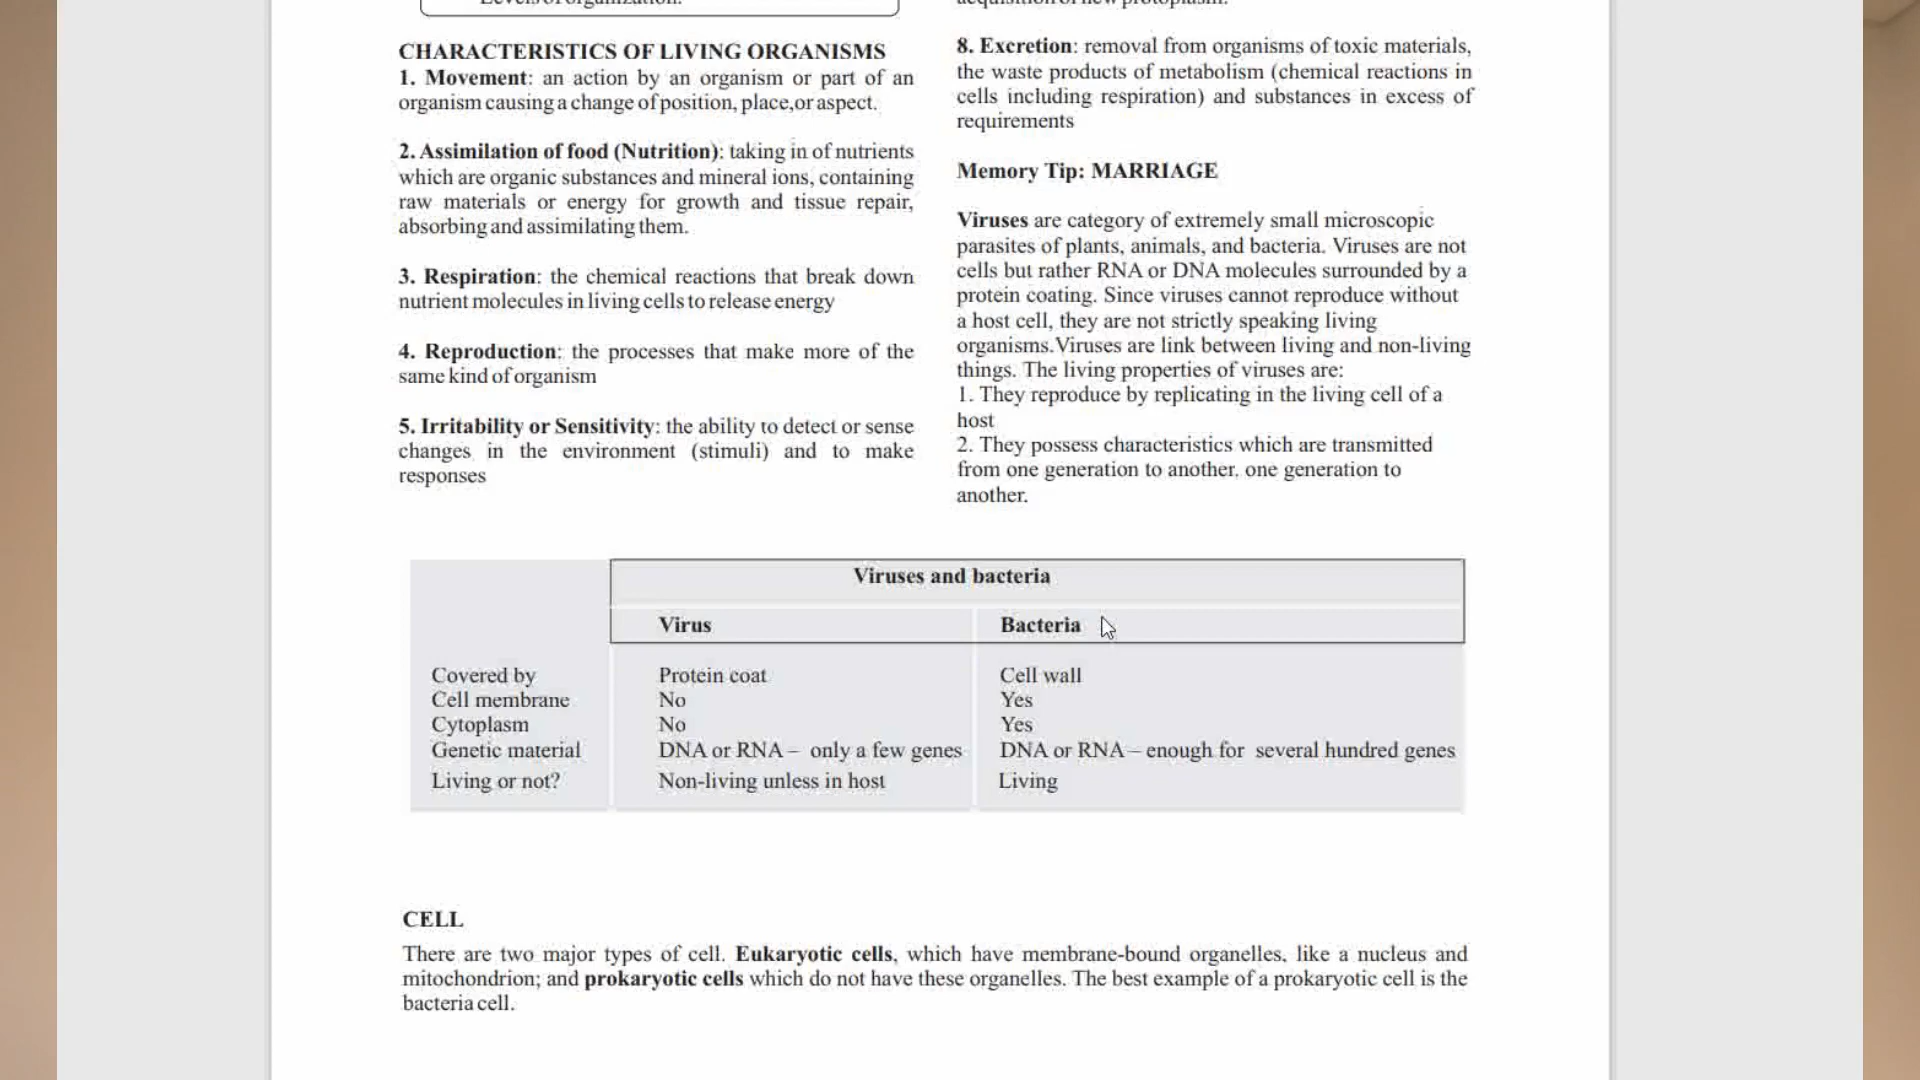 Levels of organization.
CHARACTERISTICS OF LIVING ORGANISMS
1. Movement: an action by an organism or part of an
organism causing a change of position, place,or aspect.
2. Assimilation of food (Nutrition): taking in of nutrients
which are organic substances and mineral ions, containing
raw materials or energy for growth and tissue repair,
absorbing and assimilating them.
3. Respiration: the chemical reactions that break down
nutrient molecules in living cells to release energy
4. Reproduction: the processes that make more of the
same kind of organism
5. Irritability or Sensitivity: the ability to detect or sense
changes in the environment (stimuli) and to make
responses
acquisition of new protoplasm.
8. Excretion: removal from organisms of toxic materials,
the waste products of metabolism (chemical reactions in
cells including respiration) and substances in excess of
requirements
Memory Tip: MARRIAGE
Viruses are category of extremely small microscopic
parasites of plants, animals, and bacteria. Viruses are not
cells but rather RNA or DNA molecules surrounded by a
protein coating. Since viruses cannot reproduce without
a host cell, they are not strictly speaking living
organisms.Viruses are link between living and non-living
things. The living properties of viruses are:
1. They reproduce by replicating in the living cell of a
host
2. They possess characteristics which are transmitted
from one generation to another. one generation to
another.
Viruses and bacteria
Virus Bacteria
Covered by Protein coat Cell wall
Cell membrane No Yes
Cytoplasm No Yes
Genetic material DNA or RNA – only a few genes DNA or RNA – enough for several hundred genes
Living or not? Non-living unless in host Living
CELL
There are two major types of cell. Eukaryotic cells, which have membrane-bound organelles, like a nucleus and
mitochondrion; and prokaryotic cells which do not have these organelles. The best example of a prokaryotic cell is the
bacteria cell.